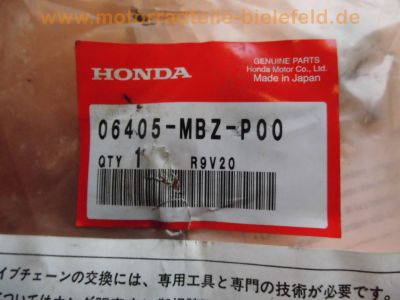 www.motorradteile-bielefeld.de
HONDA
GENUINE PARTS
Honda Motor Co., Ltd.
Made in Japan
06405-MBZ-P00
QTY 1 R9V20
イブチェーンの交換には、専用工具と専門の技術が必要です。